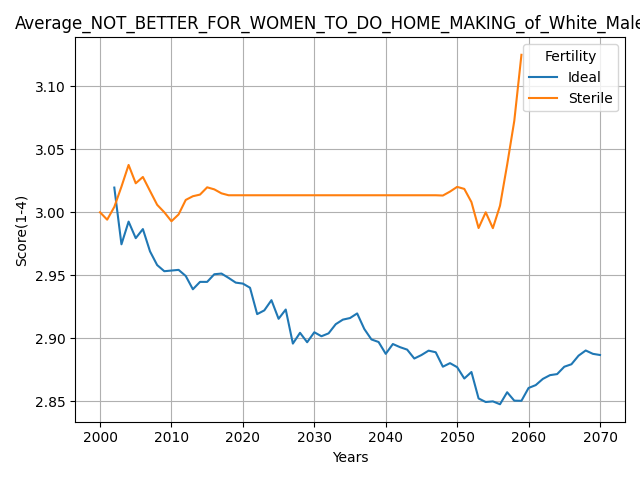 Average_NOT_BETTER_FOR_WOMEN_TO_DO_HOME_MAKING_of_White_Male
Fertility
Ideal
Sterile
Score(1-4)
3.10
3.05
3.00
2.95
2.90
2.85
2000 2010 2020 2030 2040 2050 2060 2070
Years